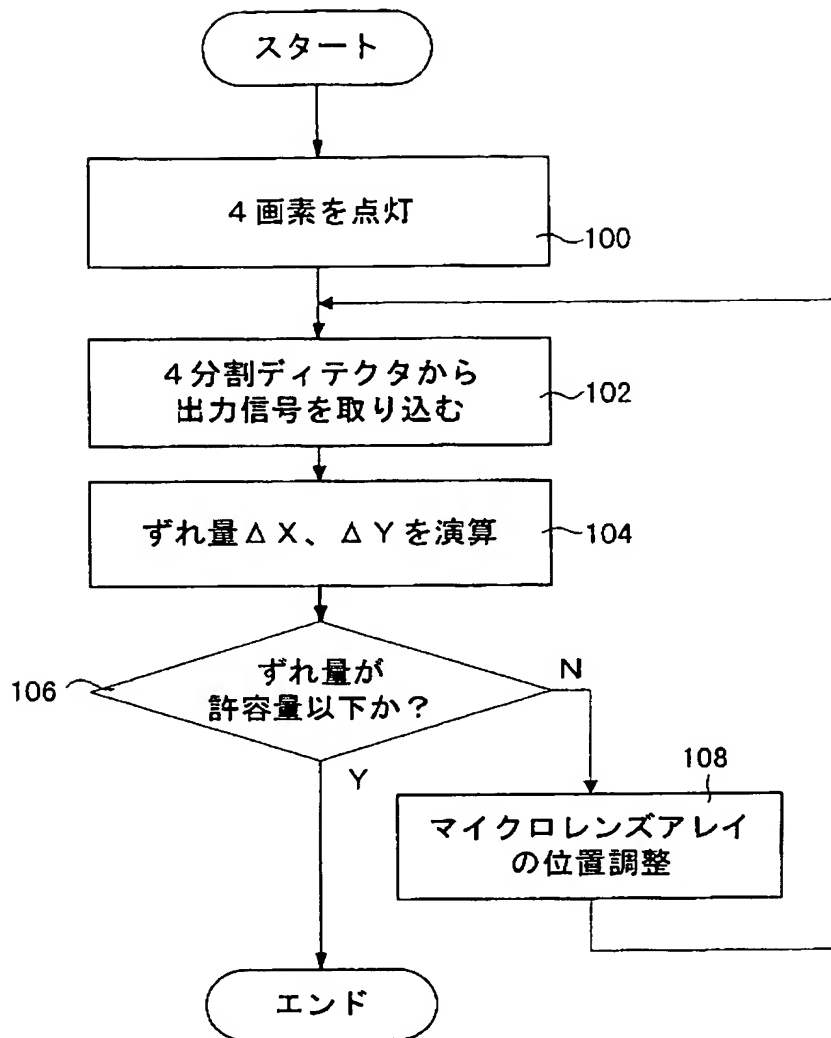 スタート
４画素を点灯
100
４分割ディテクタから
出力信号を取り込む
102
ずれ量ΔＸ、ΔＹを演算
104
106
ずれ量が
許容量以下か？
N
Y
108
マイクロレンズアレイ
の位置調整
エンド